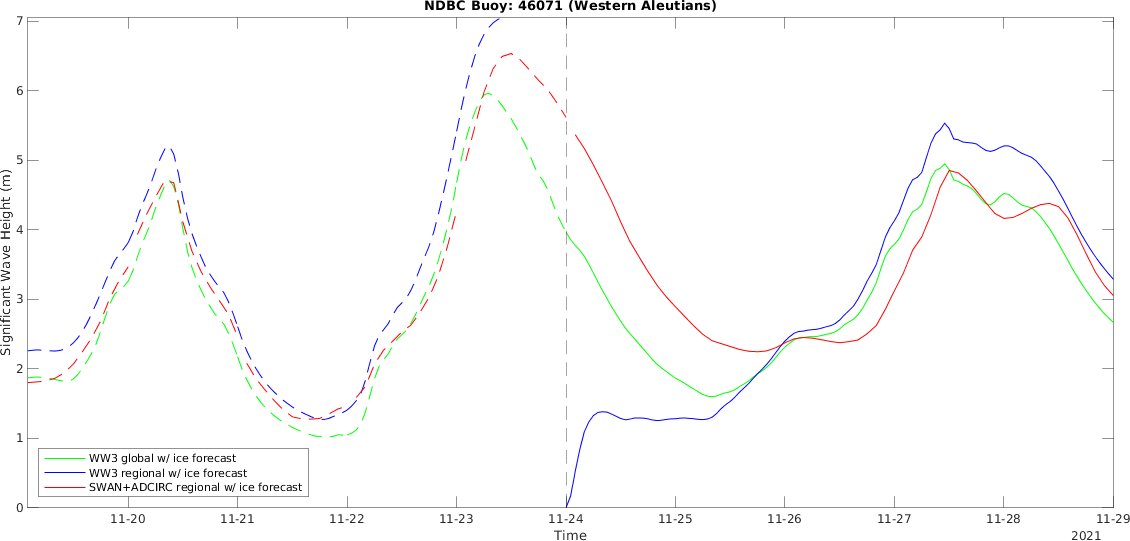 NDBC Buoy: 46071 (Western Aleutians)
7
6
5
4
3
2
1
0
Significant Wave Height (m)
WW3 global w/ ice forecast
WW3 regional w/ ice forecast
SWAN+ADCIRC regional w/ ice forecast
11-20 11-21 11-22 11-23 11-24 11-25 11-26 11-27 11-28 11-29
Time
2021